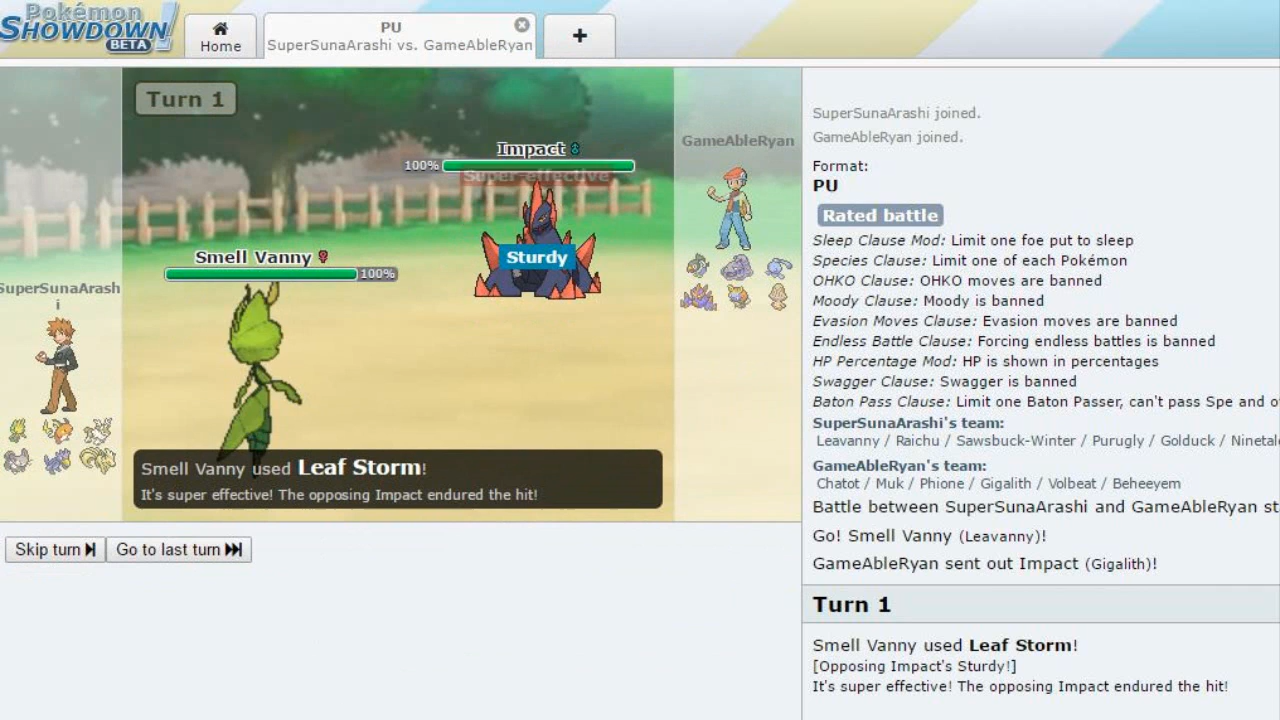 Pokémon
SHOWDOWN!
BETA
Home
PU
SuperSunaArashi vs. GameAbleRyan
+
Turn 1
Impact
100%
Super-effective
Sturdy
Smell Vanny
100%
SuperSunaArash
i
GameAbleRyan
Smell Vanny used Leaf Storm!
It's super effective! The opposing Impact endured the hit!
Skip turn
Go to last turn
SuperSunaArashi joined.
GameAbleRyan joined.
Format:
PU
Rated battle
Sleep Clause Mod: Limit one foe put to sleep
Species Clause: Limit one of each Pokémon
OHKO Clause: OHKO moves are banned
Moody Clause: Moody is banned
Evasion Moves Clause: Evasion moves are banned
Endless Battle Clause: Forcing endless battles is banned
HP Percentage Mod: HP is shown in percentages
Swagger Clause: Swagger is banned
Baton Pass Clause: Limit one Baton Passer, can't pass Spe and o
SuperSunaArashi's team:
Leavanny / Raichu / Sawsbuck-Winter / Purugly / Golduck / Ninetal
GameAbleRyan's team:
Chatot / Muk / Phione / Gigalith / Volbeat / Beheeyem
Battle between SuperSunaArashi and GameAbleRyan st
Go! Smell Vanny (Leavanny)!
GameAbleRyan sent out Impact (Gigalith)!
Turn 1
Smell Vanny used Leaf Storm!
[Opposing Impact's Sturdy!]
It's super effective! The opposing Impact endured the hit!